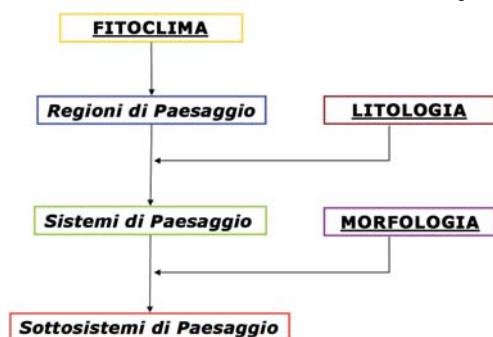 FITOCLIMA
Regioni di Paesaggio
LITOLOGIA
Sistemi di Paesaggio
MORFOLOGIA
Sottosistemi di Paesaggio